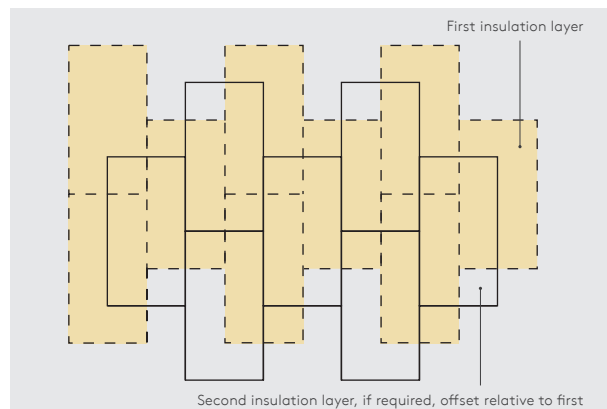 First insulation layer
Second insulation layer, if required, offset relative to first